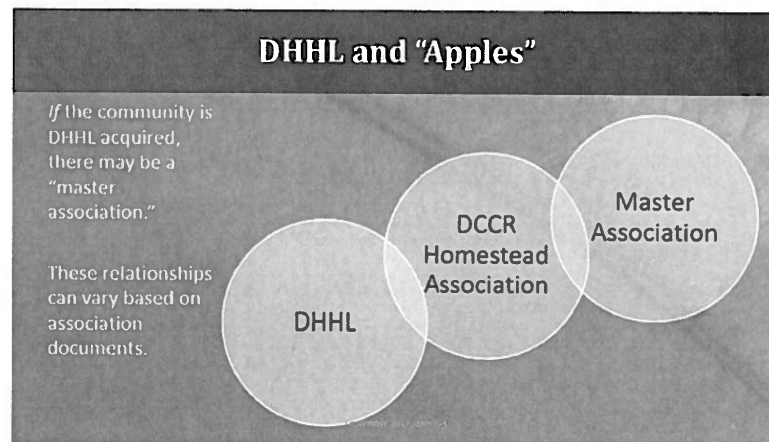 DHHL and “Apples”
If the community is
DHHL acquired,
there may be a
“master
association.”
These relationships
can vary based on
association
documents.
DHHL
DCCR
Homestead
Association
Master
Association